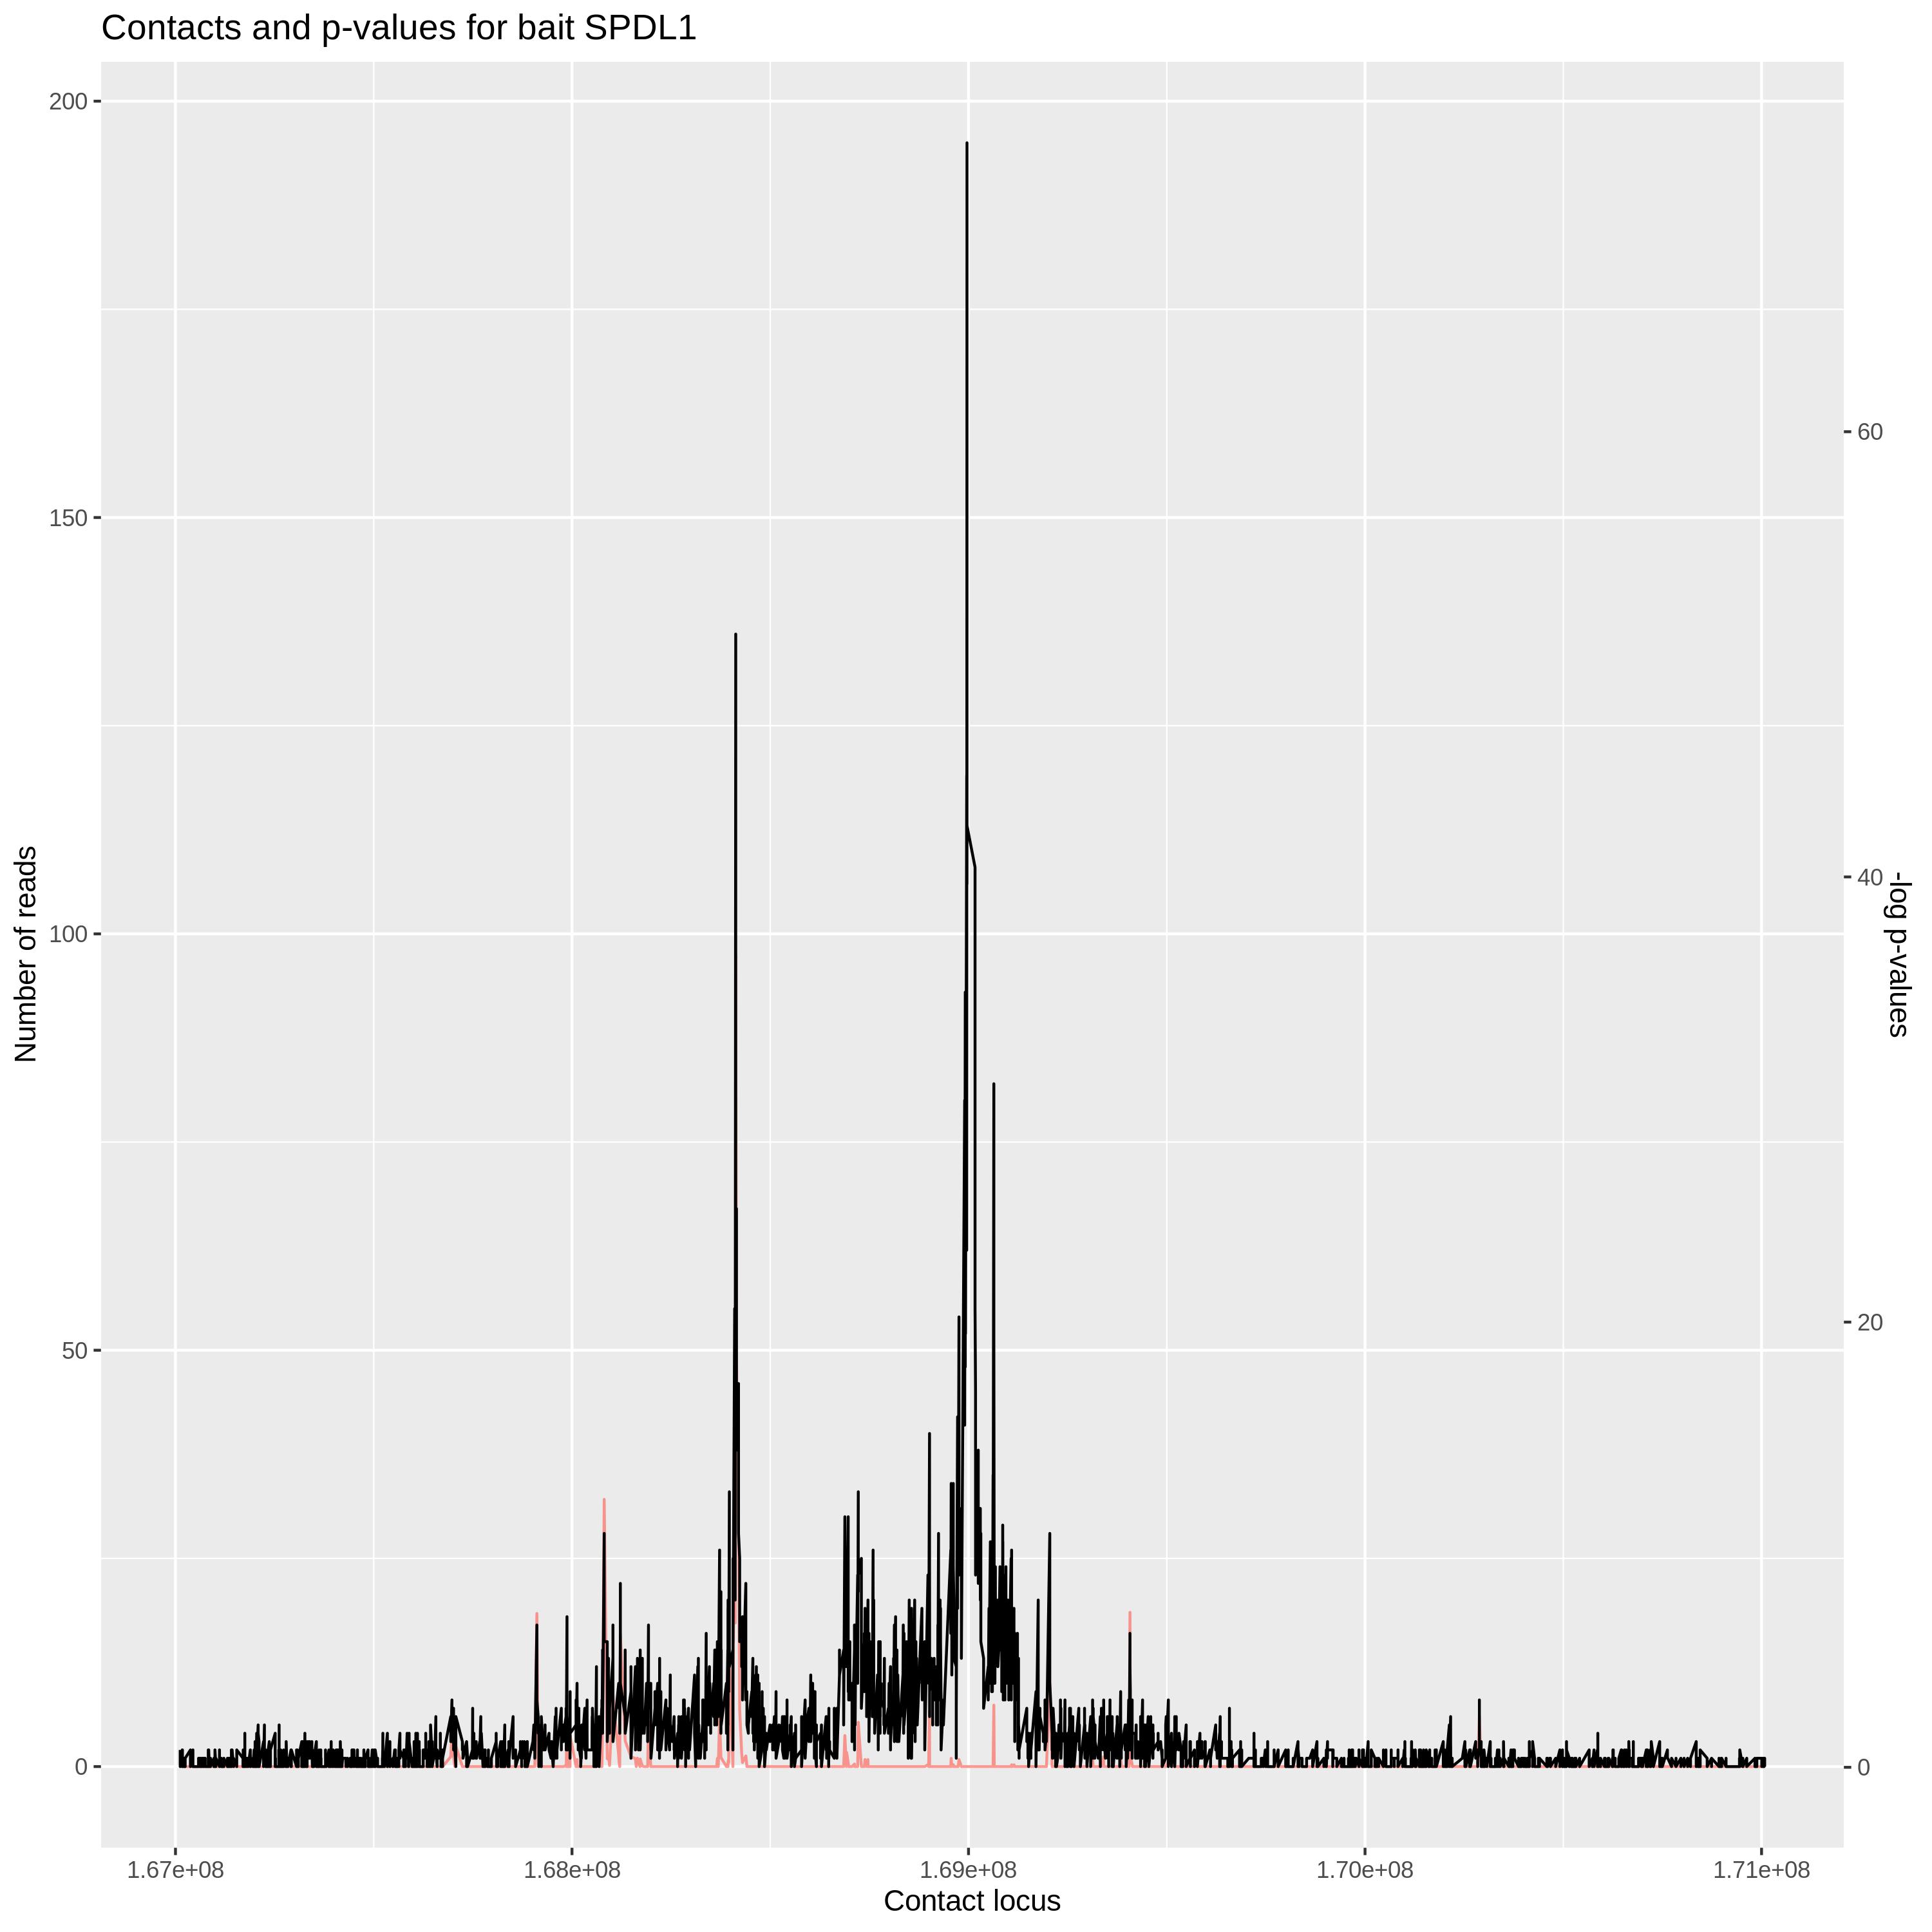 Contacts and p-values for bait SPDL1
200
150
100
50
0
Number of reads
60
40
20
0
-log p-values
1.67e+08 1.68e+08 1.69e+08 1.70e+08 1.71e+08
Contact locus